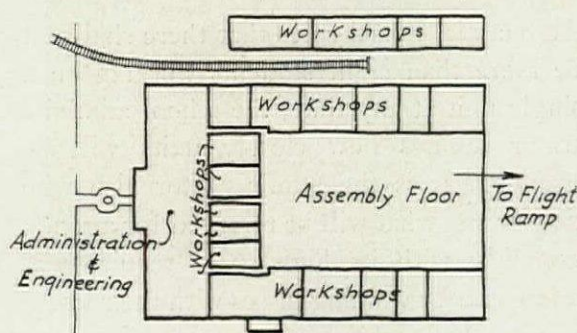 Workshops
Workshops
Workshops
Assembly Floor
To Flight
Ramp
Administration
&
Engineering
Workshops